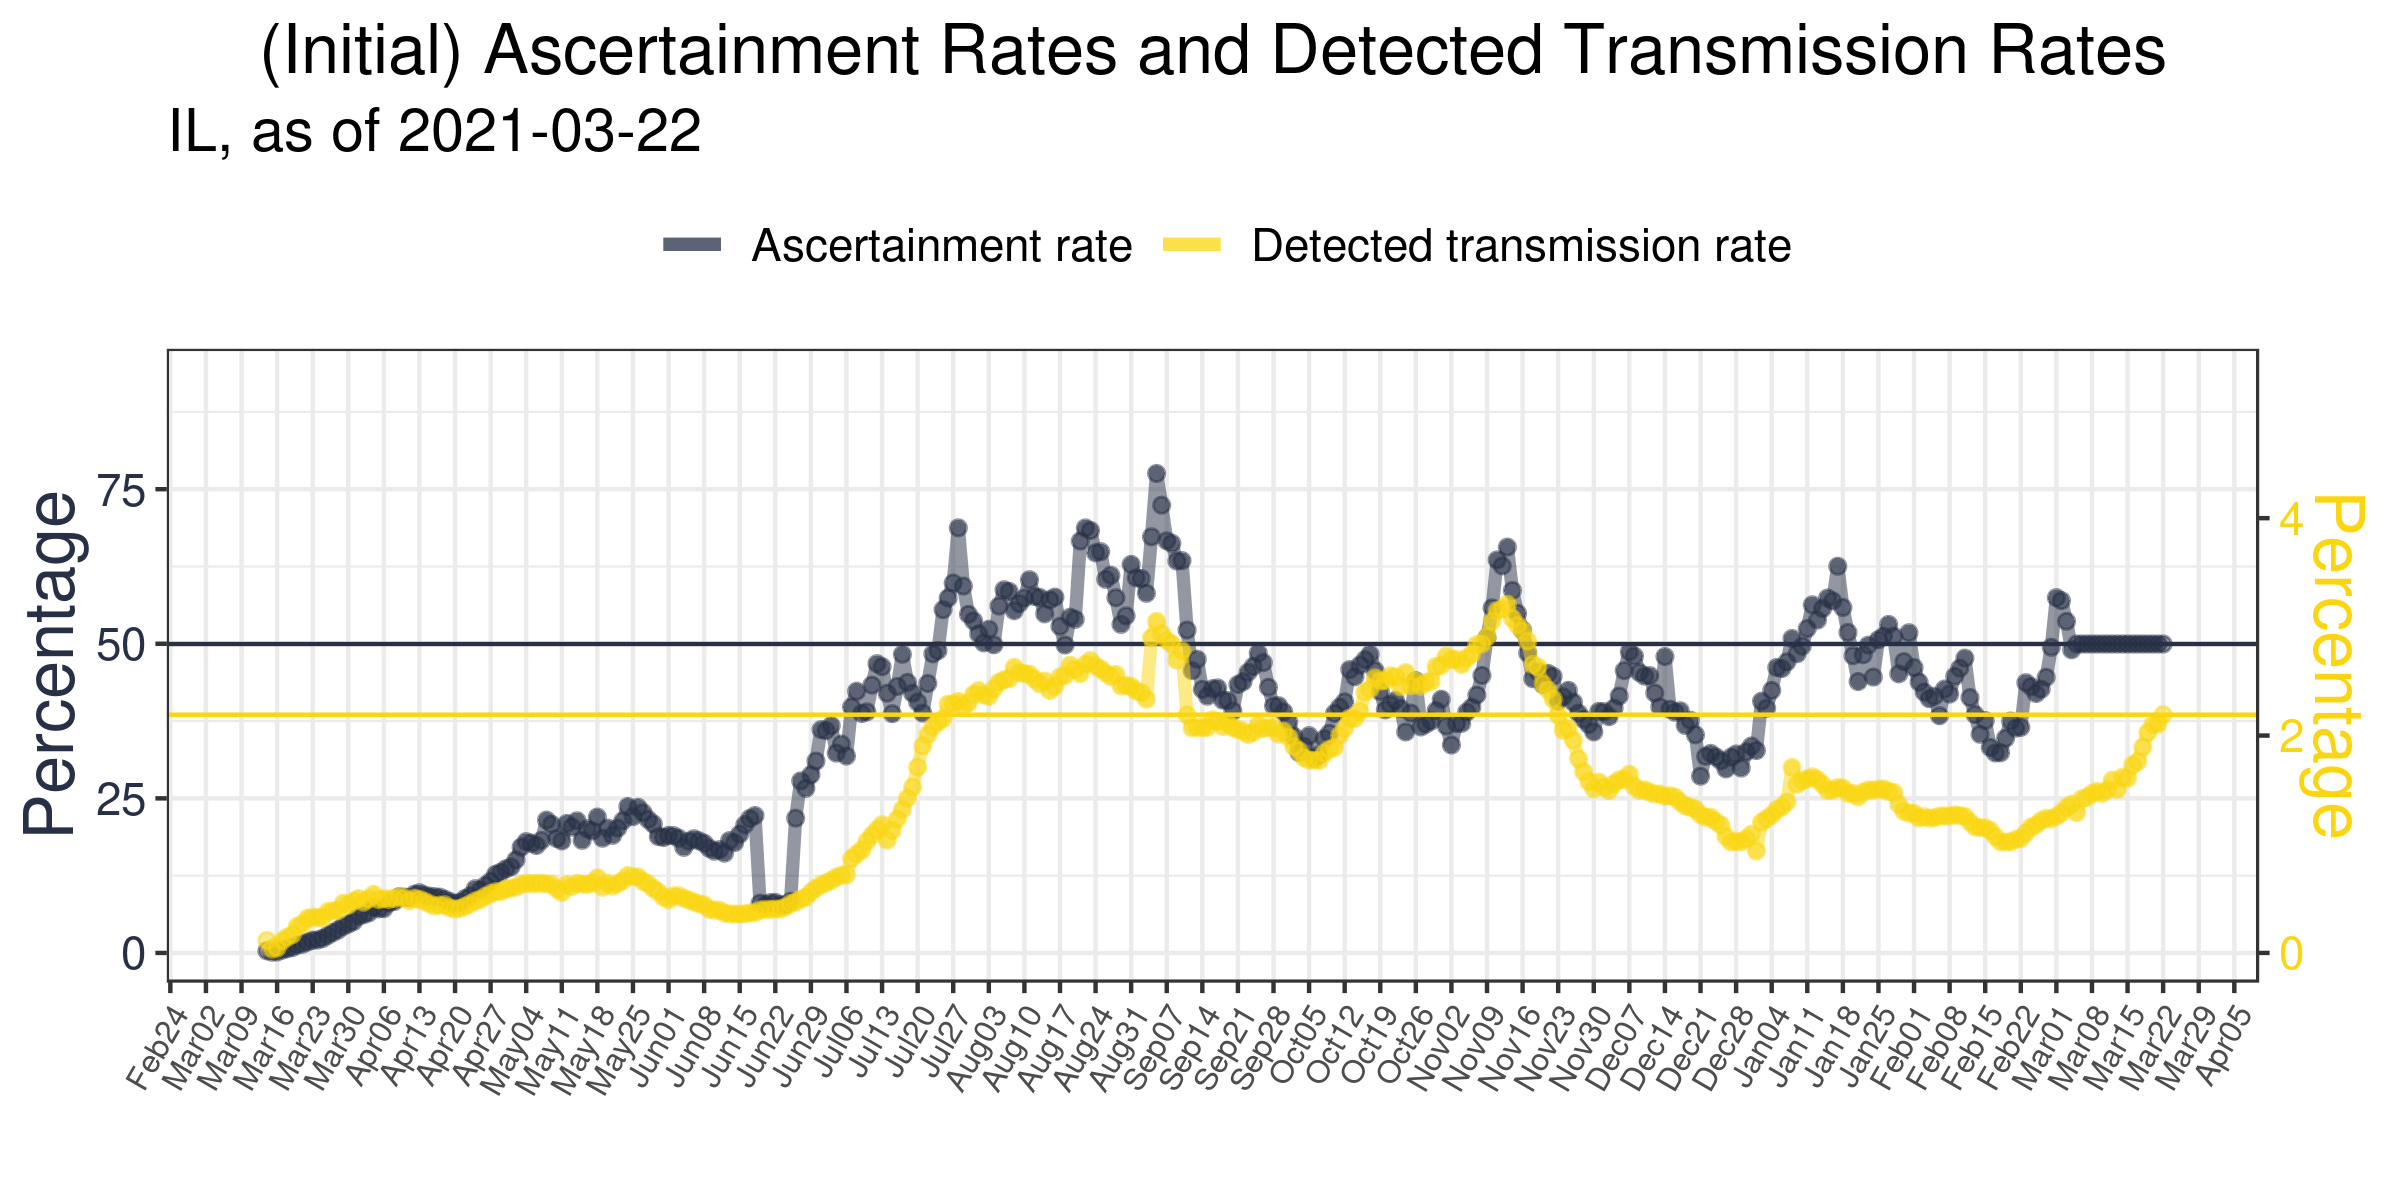 (Initial) Ascertainment Rates and Detected Transmission Rates
IL, as of 2021-03-22
Ascertainment rate Detected transmission rate
Percentage
75
50
25
0
4
2
0
Percentage
Feb24 Mar02 Mar09 Mar16 Mar23 Mar30 Apr06 Apr13 Apr20 Apr27 May04 May11 May18 May25 Jun01 Jun08 Jun15 Jun22 Jun29 Jul06 Jul13 Jul20 Jul27 Aug03 Aug10 Aug17 Aug24 Aug31 Sep07 Sep14 Sep21 Sep28 Oct05 Oct12 Oct19 Oct26 Nov02 Nov09 Nov16 Nov23 Nov30 Dec07 Dec14 Dec21 Dec28 Jan04 Jan11 Jan18 Jan25 Feb01 Feb08 Feb15 Feb22 Mar01 Mar08 Mar15 Mar22 Mar29 Apr05